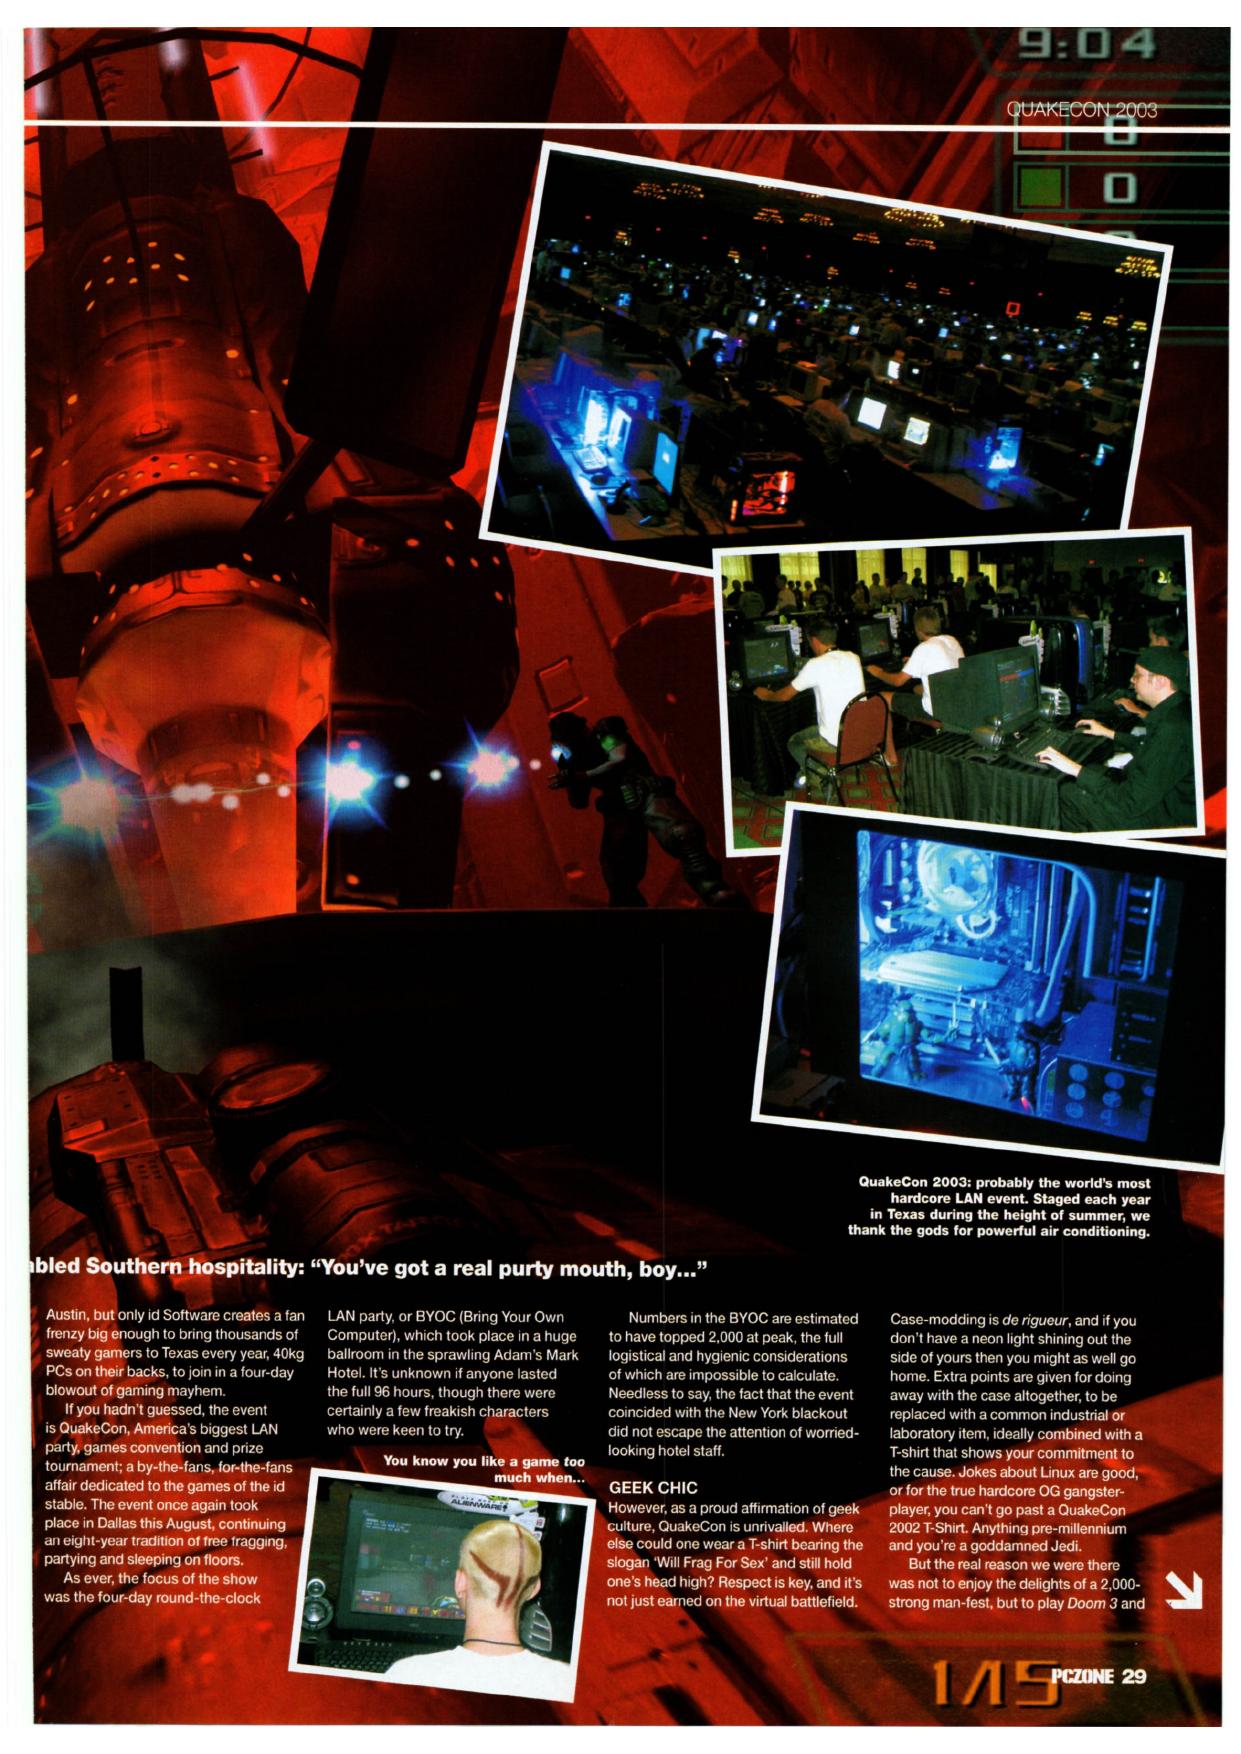 9:04
QUAKECON 2003
0
0
QuakeCon 2003: probably the world's most
hardcore LAN event. Staged each year
in Texas during the height of summer, we
thank the gods for powerful air conditioning.
Southern hospitality: “You've got a real purty mouth, boy...”
Austin, but only id Software creates a fan
frenzy big enough to bring thousands of
sweaty gamers to Texas every year, 40kg
PCs on their backs, to join in a four-day
blowout of gaming mayhem.
If you hadn't guessed, the event
is QuakeCon, America's biggest LAN
party, games convention and prize
tournament; a by-the-fans, for-the-fans
affair dedicated to the games of the id
stable. The event once again took
place in Dallas this August, continuing
an eight-year tradition of free fragging,
partying and sleeping on floors.
As ever, the focus of the show
was the four-day round-the-clock
LAN party, or BYOC (Bring Your Own
Computer), which took place in a huge
ballroom in the sprawling Adam's Mark
Hotel. It's unknown if anyone lasted
the full 96 hours, though there were
certainly a few freakish characters
who were keen to try.
You know you like a game too
much when...
ALIENWARE
Numbers in the BYOC are estimated
to have topped 2,000 at peak, the full
logistical and hygienic considerations
of which are impossible to calculate.
Needless to say, the fact that the event
coincided with the New York blackout
did not escape the attention of worried-
looking hotel staff.
GEEK CHIC
However, as a proud affirmation of geek
culture, QuakeCon is unrivalled. Where
else could one wear a T-shirt bearing the
slogan 'Will Frag For Sex' and still hold
one's head high? Respect is key, and it's
not just earned on the virtual battlefield.
Case-modding is de rigueur, and if you
don't have a neon light shining out the
side of yours then you might as well go
home. Extra points are given for doing
away with the case altogether, to be
replaced with a common industrial or
laboratory item, ideally combined with a
T-shirt that shows your commitment to
the cause. Jokes about Linux are good,
or for the true hardcore OG gangster-
player, you can't go past a QuakeCon
2002 T-Shirt. Anything pre-millennium
and you're a goddamned Jedi.
But the real reason we were there
was not to enjoy the delights of a 2,000-
strong man-fest, but to play Doom 3 and
PCZONE 29